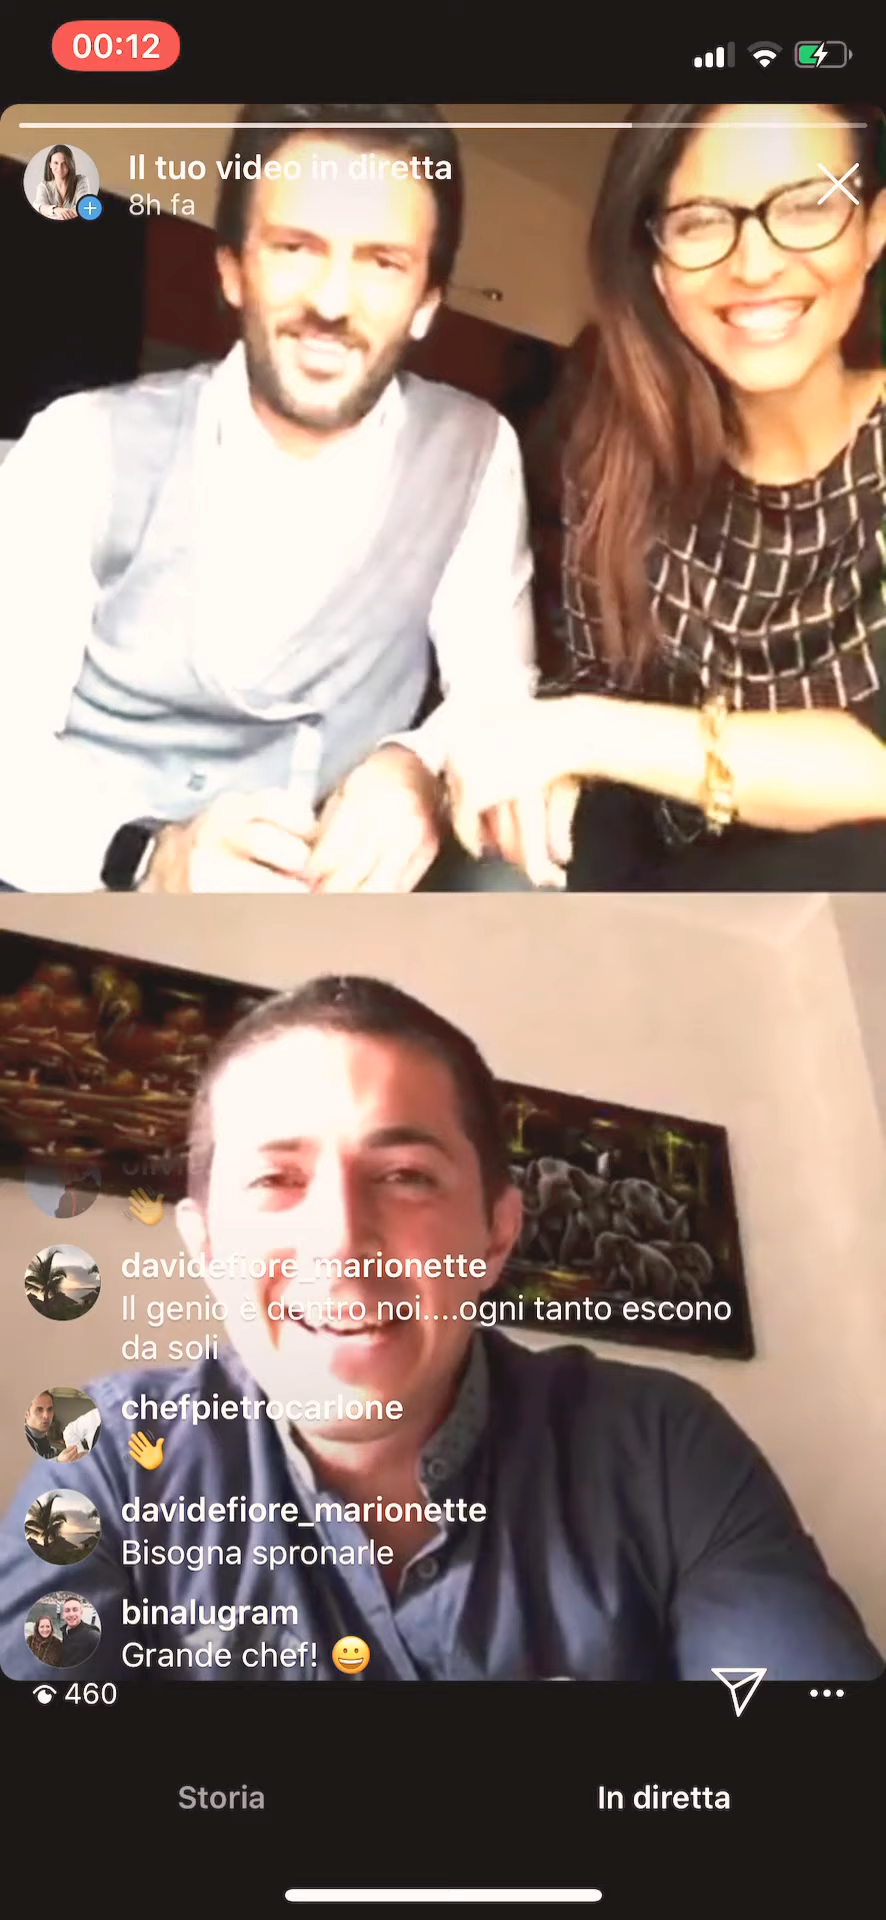 00:12
Il tuo video in diretta
8h fa
👋
davidefiore_marionette
Il genio è dentro noi....ogni tanto escono
da soli
chefpietrocarlone
👋
davidefiore_marionette
Bisogna spronarle
binalugram
Grande chef! 😀
460
Storia
In diretta